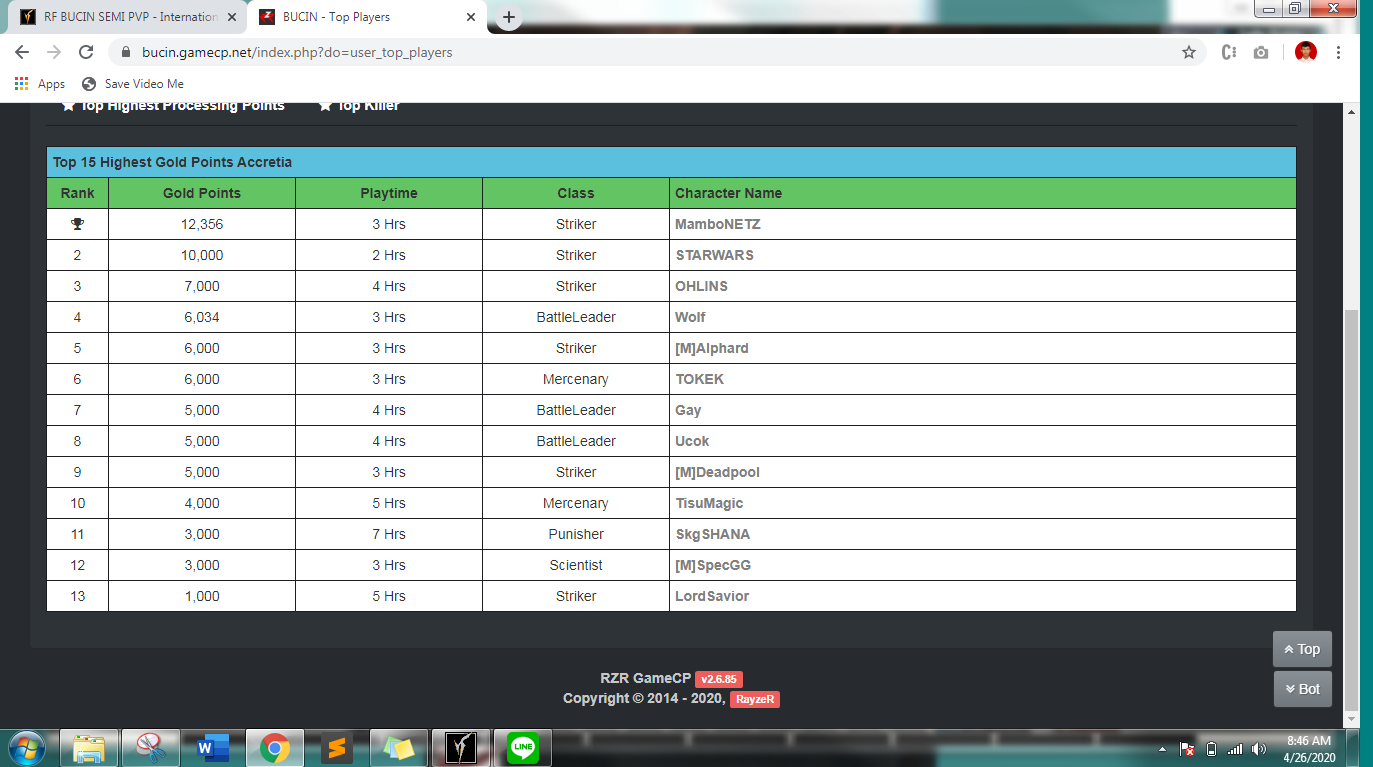 RF BUCIN SEMI PVP - Internation
BUCIN - Top Players
bucin.gamecp.net/index.php?do=user_top_players
Apps Save Video Me
Top Highest Processing Points Top Killer
Top 15 Highest Gold Points Accretia
Rank Gold Points Playtime Class Character Name
12,356 3 Hrs Striker MamboNETZ
2 10,000 2 Hrs Striker STARWARS
3 7,000 4 Hrs Striker OHLINS
4 6,034 3 Hrs BattleLeader Wolf
5 6,000 3 Hrs Striker [M]Alphard
6 6,000 3 Hrs Mercenary TOKEK
7 5,000 4 Hrs BattleLeader Gay
8 5,000 4 Hrs BattleLeader Ucok
9 5,000 3 Hrs Striker [M]Deadpool
10 4,000 5 Hrs Mercenary TisuMagic
11 3,000 7 Hrs Punisher SkgSHANA
12 3,000 3 Hrs Scientist [M]SpecGG
13 1,000 5 Hrs Striker LordSavior
Top
Bot
RZR GameCP v2.6.85
Copyright © 2014 - 2020, RayzeR
W
LINE
8:46 AM
4/26/2020